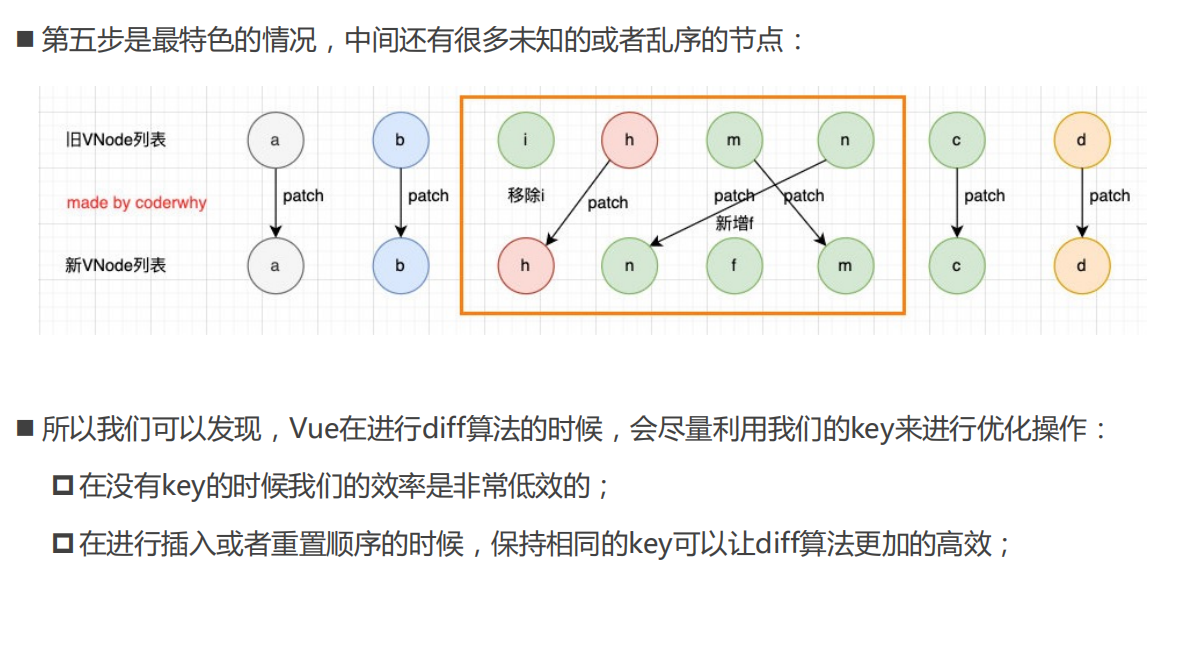 第五步是最特色的情况，中间还有很多未知的或者乱序的节点：
旧VNode列表 a b i h m n c d
made by coderwhy patch patch 移除i patch patch patch patch patch
新增f
新VNode列表 a b h n f m c d
所以我们可以发现，Vue在进行diff算法的时候，会尽量利用我们的key来进行优化操作：
在没有key的时候我们的效率是非常低效的；
在进行插入或者重置顺序的时候，保持相同的key可以让diff算法更加的高效；